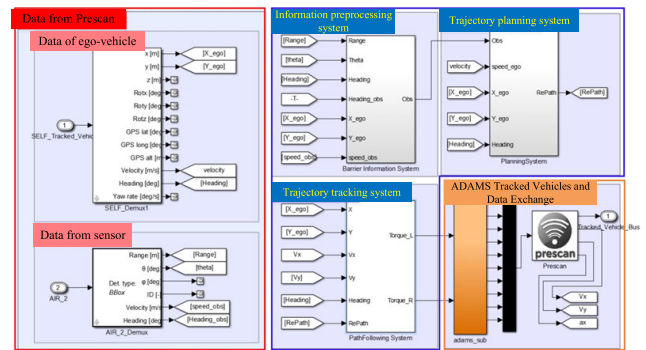 Data from Prescan
Data of ego-vehicle
x [m]
[X_ego]
y [m]
[Y_ego]
z [m]
Rotx [deg
Roty [deg
Rotz [deg
1
SELF_Tracked_Vehic
GPS lat [deg
GPS long [deg
GPS alt [m
Velocity [m/s]
velocity
Heading [deg]
[Heading]
Yaw rate [deg/s]
SELF_Demux1
Data from sensor
Range [m]
[Range]
θ [deg
[theta]
2
AIR_2
Det. type:
BBox
φ [deg
ID [-]
Velocity [m/s
[speed_obs]
Heading [deg
[Heading_obs]
AIR_2_Demux
Information preprocessing
system
[Range]
Range
[theta]
Theta
[Heading]
Heading
-T-
Heading_obs
Obs
[X_ego]
X_ego
[Y_ego]
Y_ego
[speed_obs]
speed_obs
Barrier Information System
Trajectory planning system
Obs
velocity
speed_ego
[X_ego]
X_ego
RePath
[RePath]
[Y_ego]
Y_ego
[Heading]
Heading
PlanningSystem
Trajectory tracking system
[X_ego]
X
[Y_ego]
Y
Torque_L
Vx
Vx
[Vy]
Vy
[Heading]
Heading
Torque_R
[RePath]
RePath
PathFollowing System
ADAMS Tracked Vehicles and
Data Exchange
adams_sub
prescan
Prescan
1
Tracked_Vehicle_Bus
Vx
Vy
ax